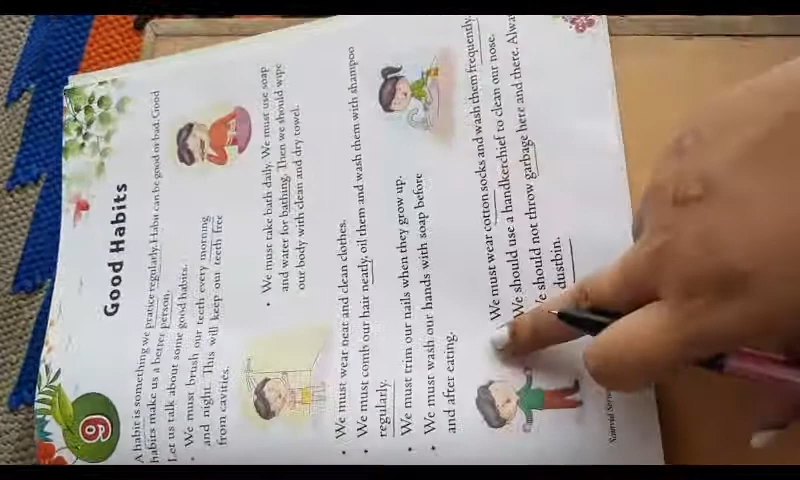 9
Good Habits
A habit is something we pratice regularly. Habit can be good or bad. Good
habits make us a better person.
Let us talk about some good habits.
• We must brush our teeth every morning
and night. This will keep our teeth free
from cavities.
• We must take bath daily. We must use soap
and water for bathing. Then we should wipe
our body with clean and dry towel.
• We must wear neat and clean clothes.
• We must comb our hair neatly, oil them and wash them with shampoo
regularly.
• We must trim our nails when they grow up.
• We must wash our hands with soap before
and after eating.
We must wear cotton socks and wash them frequently.
We should use a handkerchief to clean our nose.
should not throw garbage here and there.
dustbin.